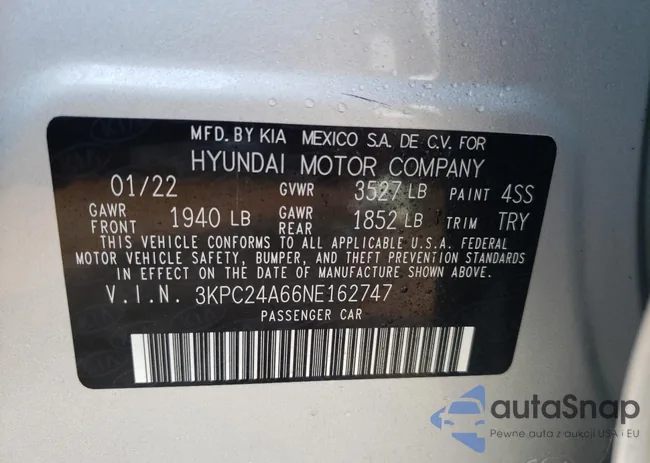 MFD. BY KIA MEXICO S.A. DE C.V. FOR
HYUNDAI MOTOR COMPANY
01/22 GVWR 3527 LB PAINT 4SS
GAWR FRONT 1940 LB GAWR REAR 1852 LB TRIM TRY
THIS VEHICLE CONFORMS TO ALL APPLICABLE U.S.A. FEDERAL
MOTOR VEHICLE SAFETY, BUMPER, AND THEFT PREVENTION STANDARDS
IN EFFECT ON THE DATE OF MANUFACTURE SHOWN ABOVE.
V.I.N. 3KPC24A66NE162747
PASSENGER CAR
autaSnap
Pewne auta z aukcji USA i EU